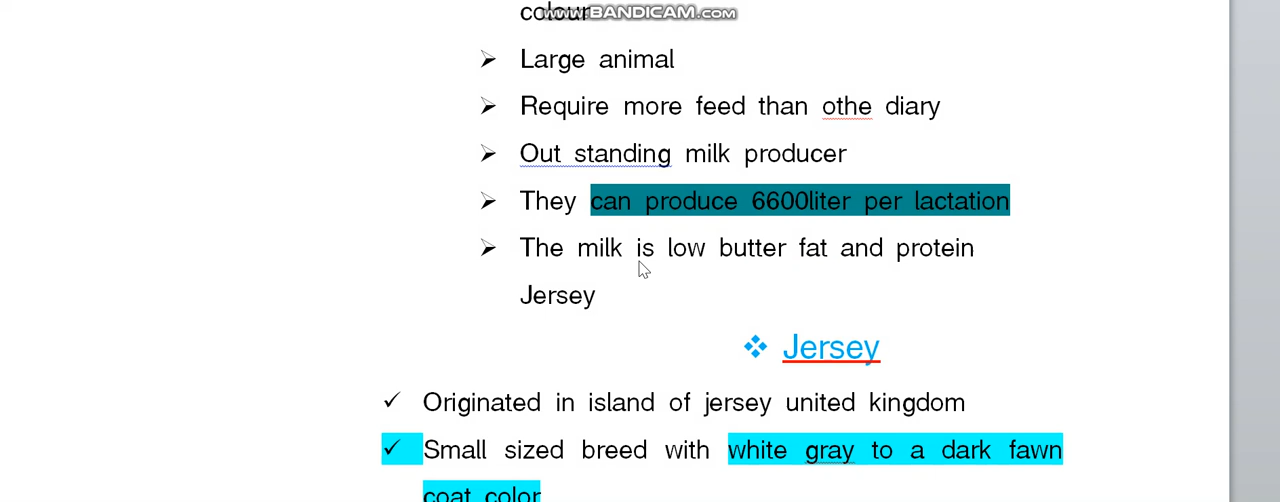 colour
www.BANDICAM.com
Large animal
Require more feed than othe diary
Out standing milk producer
They can produce 6600liter per lactation
The milk is low butter fat and protein
Jersey
Jersey
Originated in island of jersey united kingdom
Small sized breed with white gray to a dark fawn
coat color